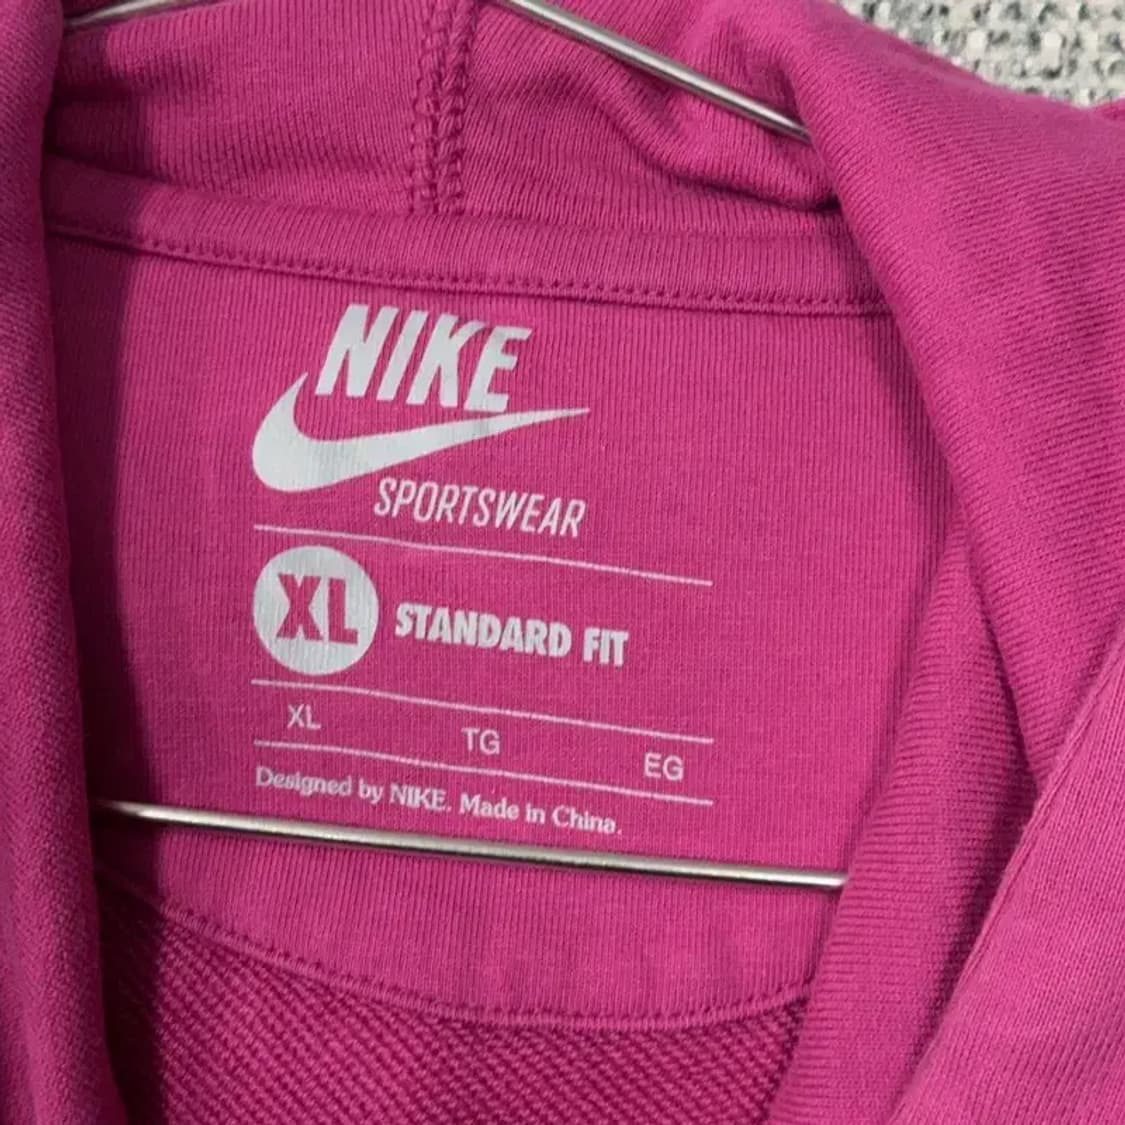 NIKE
SPORTSWEAR
XL STANDARD FIT
XL TG EG
Designed by NIKE. Made in China.